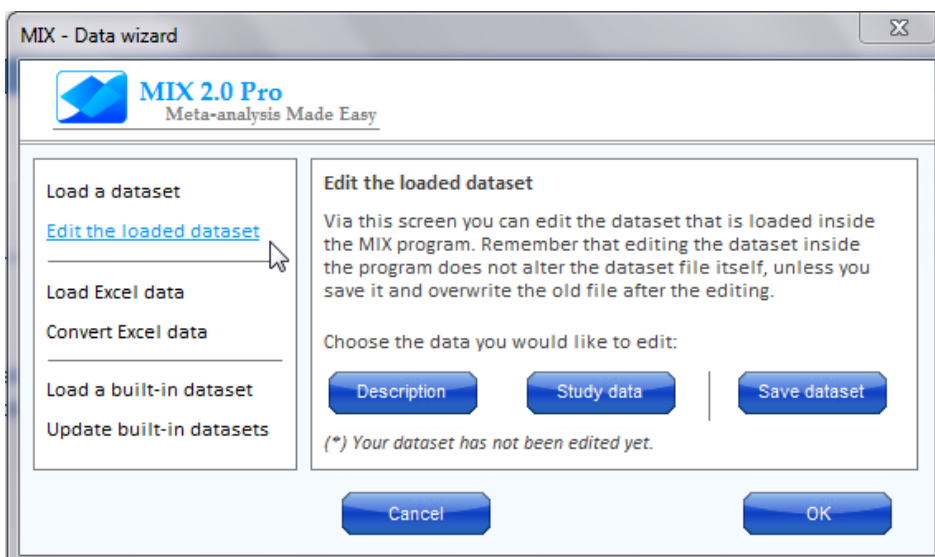 MIX - Data wizard
MIX 2.0 Pro
Meta-analysis Made Easy
Load a dataset
Edit the loaded dataset
Load Excel data
Convert Excel data
Load a built-in dataset
Update built-in datasets
Edit the loaded dataset
Via this screen you can edit the dataset that is loaded inside
the MIX program. Remember that editing the dataset inside
the program does not alter the dataset file itself, unless you
save it and overwrite the old file after the editing.
Choose the data you would like to edit:
Description
Study data
Save dataset
(*) Your dataset has not been edited yet.
Cancel
OK